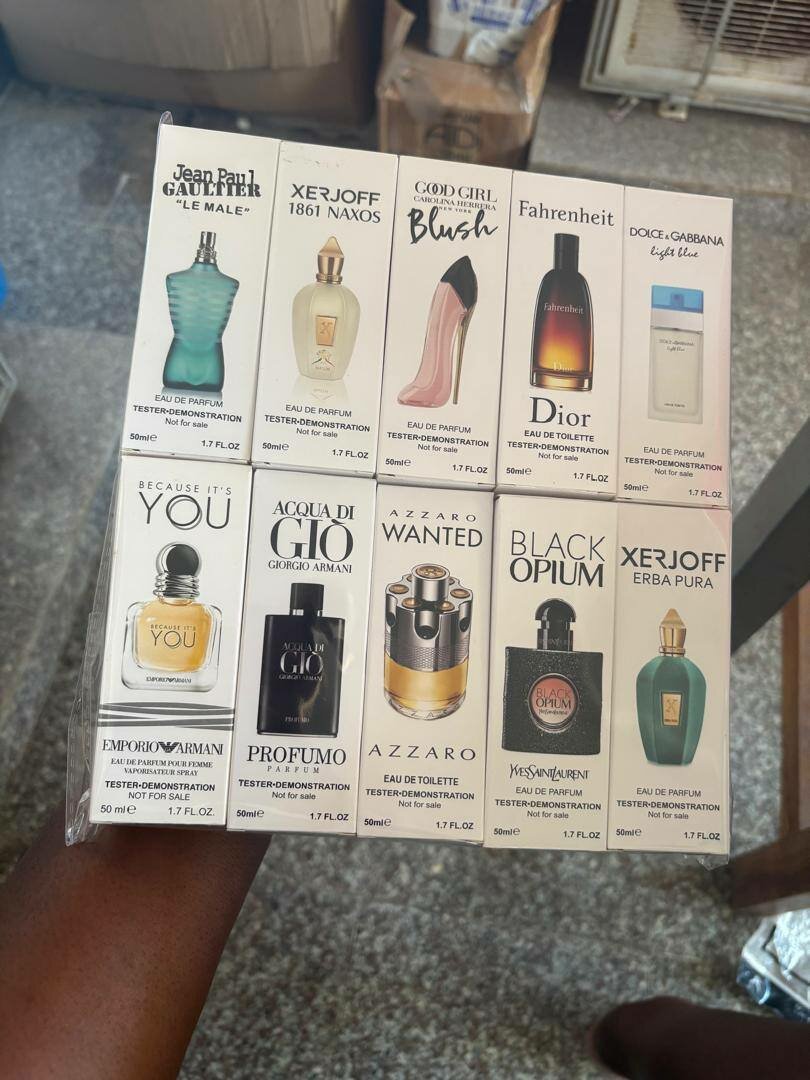 Jean Paul
GAULTIER
"LE MALE"
EAU DE PARFUM
TESTER•DEMONSTRATION
Not for sale
50ml℮ 1.7 FL.OZ
XERJOFF
1861 NAXOS
EAU DE PARFUM
TESTER•DEMONSTRATION
Not for sale
50ml℮ 1.7 FL.OZ
GOOD GIRL
CAROLINA HERRERA
NEW YORK
Blush
EAU DE PARFUM
TESTER•DEMONSTRATION
Not for sale
50ml℮ 1.7 FL.OZ
Fahrenheit
Fahrenheit
Dior
Dior
EAU DE TOILETTE
TESTER•DEMONSTRATION
Not for sale
50ml℮ 1.7 FL.OZ
DOLCE & GABBANA
light blue
DOLCE & GABBANA
light blue
EAU DE PARFUM
TESTER•DEMONSTRATION
Not for sale
50ml℮ 1.7 FL.OZ
BECAUSE IT'S
YOU
BECAUSE IT'S
YOU
EMPORIO ARMANI
EMPORIO ARMANI
EAU DE PARFUM POUR FEMME
VAPORISATEUR SPRAY
TESTER•DEMONSTRATION
NOT FOR SALE
50 ml℮ 1.7 FL.OZ.
ACQUA DI
GIÒ
GIORGIO ARMANI
ACQUA DI
GIÒ
GIORGIO ARMANI
PROFUMO
PROFUMO
PARFUM
TESTER•DEMONSTRATION
Not for sale
50ml℮ 1.7 FL.OZ
AZZARO
WANTED
AZZARO
EAU DE TOILETTE
TESTER•DEMONSTRATION
Not for sale
50ml℮ 1.7 FL.OZ
BLACK
OPIUM
BLACK
OPIUM
YvesSaintLaurent
YVESSAINTLAURENT
EAU DE PARFUM
TESTER•DEMONSTRATION
Not for sale
50ml℮ 1.7 FL.OZ
XERJOFF
ERBA PURA
EAU DE PARFUM
TESTER•DEMONSTRATION
Not for sale
50ml℮ 1.7 FL.OZ